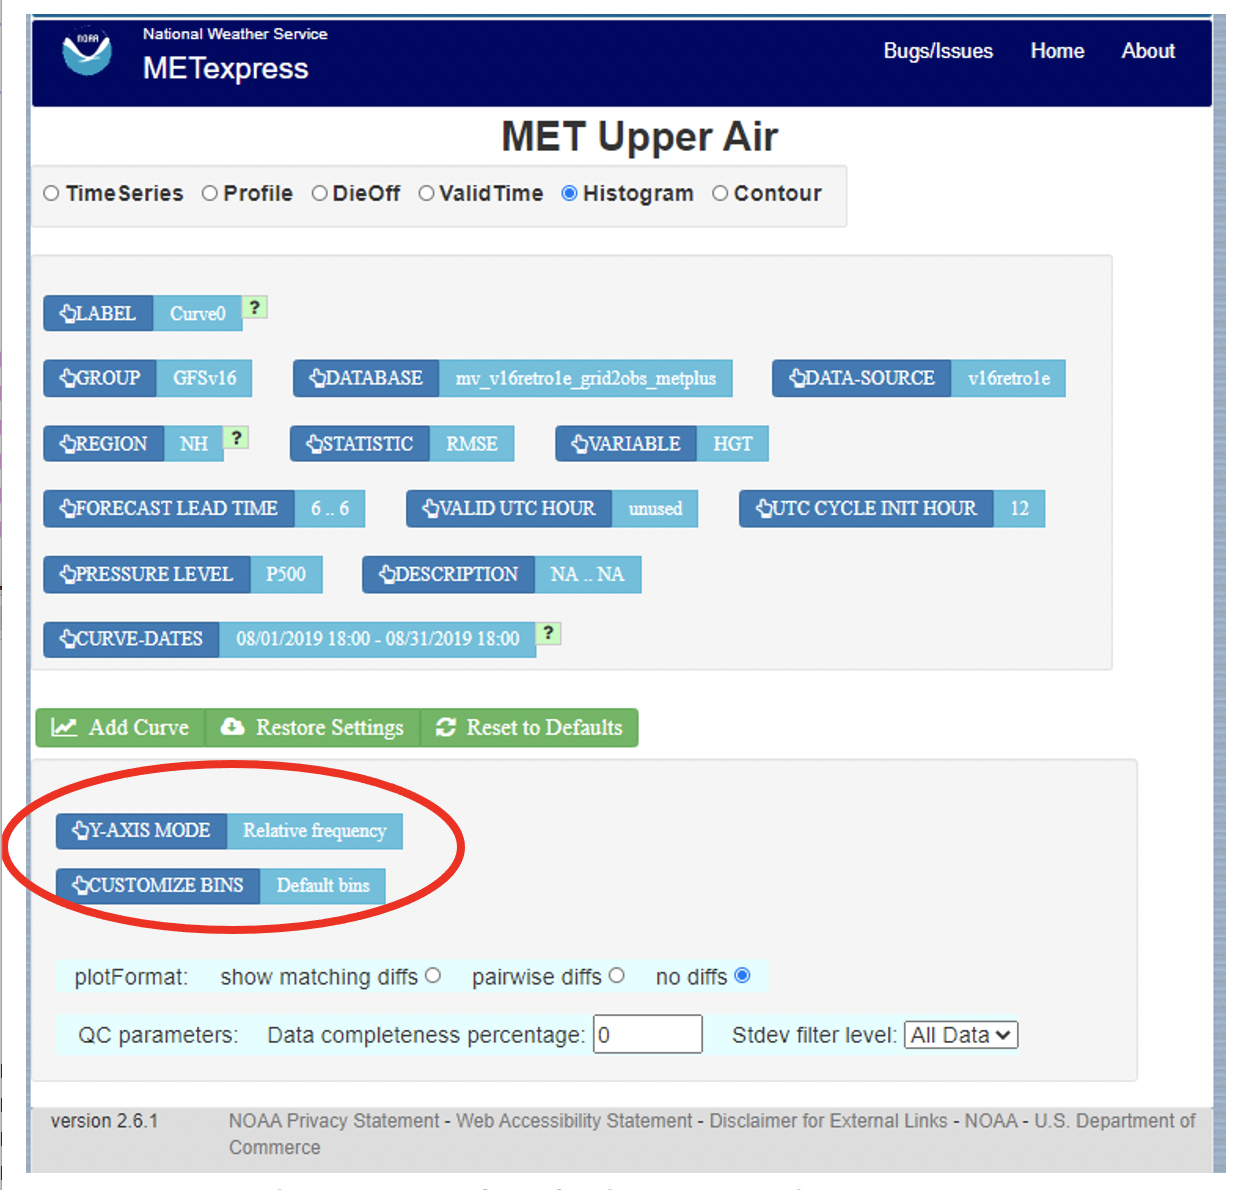 NOAA
National Weather Service
METexpress
Bugs/Issues Home About
MET Upper Air
TimeSeries Profile DieOff ValidTime Histogram Contour
LABEL Curve0 ?
GROUP GFSv16 DATABASE mv_v16retro1e_grid2obs_metplus DATA-SOURCE v16retro1e
REGION NH ? STATISTIC RMSE VARIABLE HGT
FORECAST LEAD TIME 6 .. 6 VALID UTC HOUR unused UTC CYCLE INIT HOUR 12
PRESSURE LEVEL P500 DESCRIPTION NA .. NA
CURVE-DATES 08/01/2019 18:00 - 08/31/2019 18:00 ?
Add Curve Restore Settings Reset to Defaults
Y-AXIS MODE Relative frequency
CUSTOMIZE BINS Default bins
plotFormat: show matching diffs pairwise diffs no diffs
QC parameters: Data completeness percentage: 0 Stdev filter level: All Data
version 2.6.1 NOAA Privacy Statement - Web Accessibility Statement - Disclaimer for External Links - NOAA - U.S. Department of
Commerce